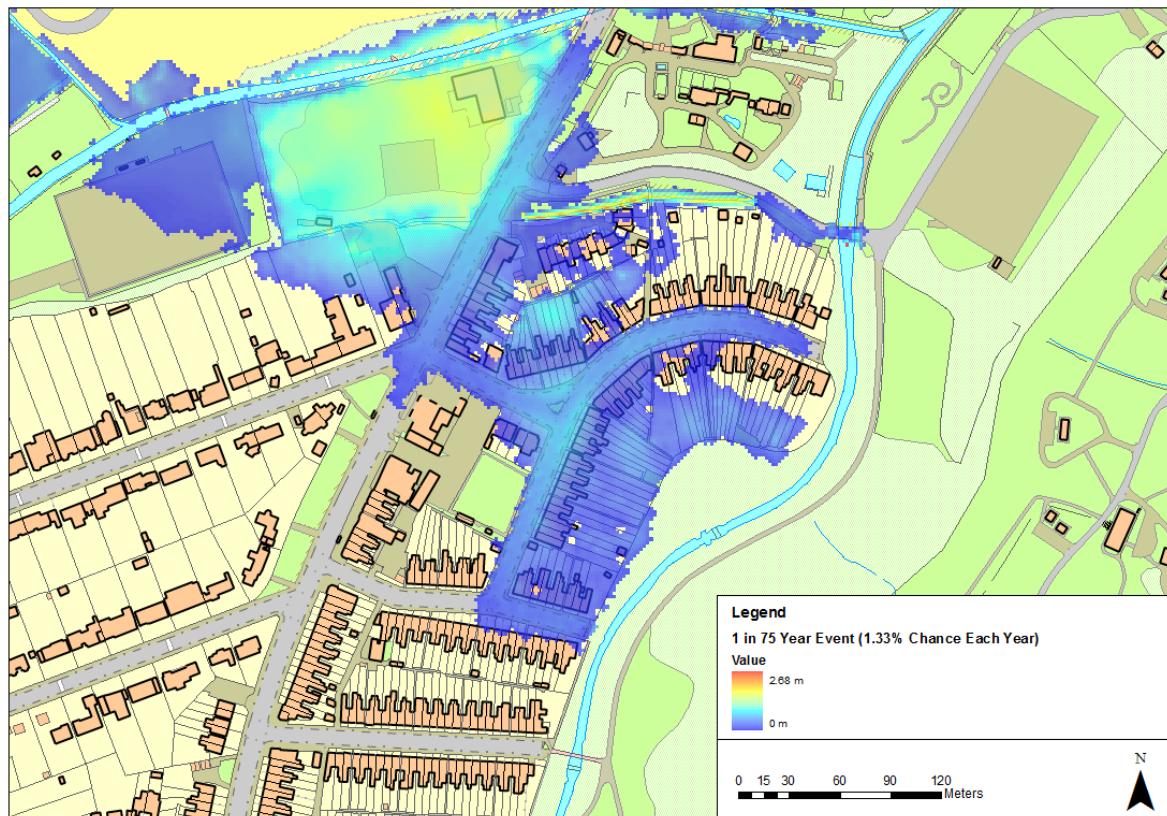 Legend
1 in 75 Year Event (1.33% Chance Each Year)
Value
2.68 m
0 m
N
0 15 30 60 90 120
Meters